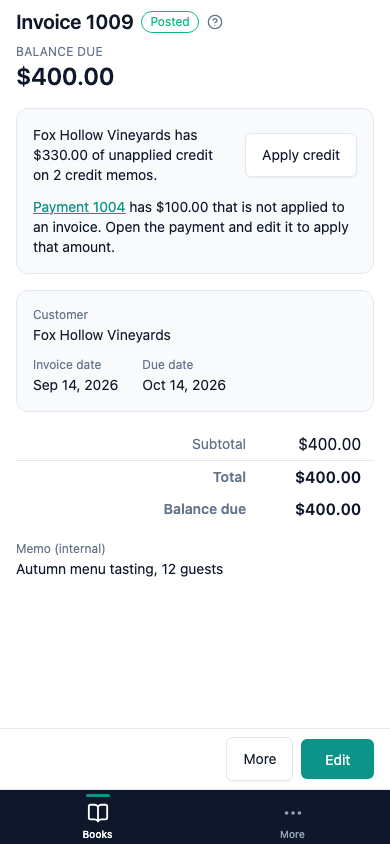 Invoice 1009 Posted
BALANCE DUE
$400.00
Fox Hollow Vineyards has
$330.00 of unapplied credit
on 2 credit memos.
Apply credit
Payment 1004 has $100.00 that is not applied to
an invoice. Open the payment and edit it to apply
that amount.
Customer
Fox Hollow Vineyards
Invoice date Due date
Sep 14, 2026 Oct 14, 2026
Subtotal $400.00
Total $400.00
Balance due $400.00
Memo (internal)
Autumn menu tasting, 12 guests
More Edit
Books More